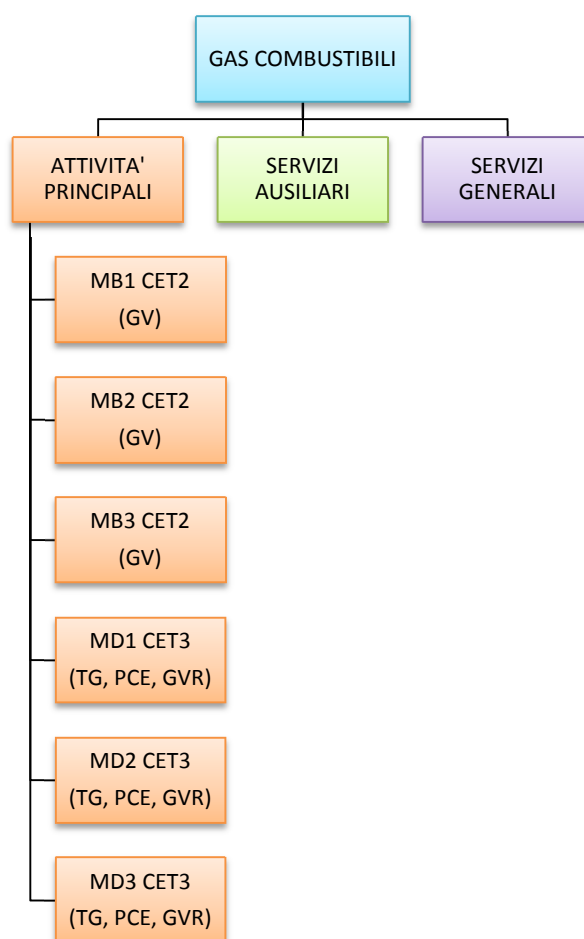 GAS COMBUSTIBILI
ATTIVITA'
PRINCIPALI
SERVIZI
AUSILIARI
SERVIZI
GENERALI
MB1 CET2
(GV)
MB2 CET2
(GV)
MB3 CET2
(GV)
MD1 CET3
(TG, PCE, GVR)
MD2 CET3
(TG, PCE, GVR)
MD3 CET3
(TG, PCE, GVR)